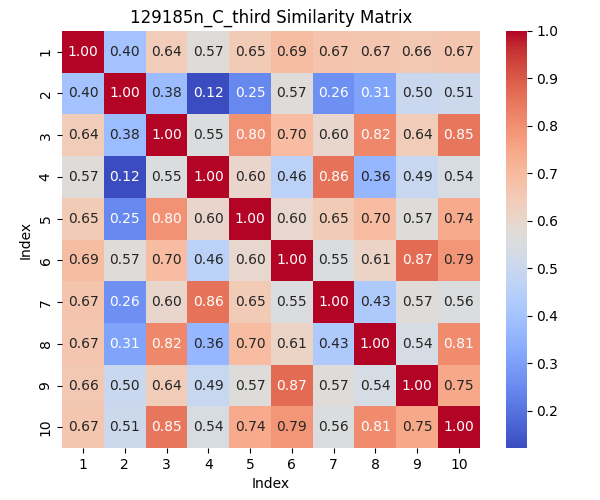 129185n_C_third Similarity Matrix
1 1.00 0.40 0.64 0.57 0.65 0.69 0.67 0.67 0.66 0.67
2 0.40 1.00 0.38 0.12 0.25 0.57 0.26 0.31 0.50 0.51
3 0.64 0.38 1.00 0.55 0.80 0.70 0.60 0.82 0.64 0.85
4 0.57 0.12 0.55 1.00 0.60 0.46 0.86 0.36 0.49 0.54
5 0.65 0.25 0.80 0.60 1.00 0.60 0.65 0.70 0.57 0.74
6 0.69 0.57 0.70 0.46 0.60 1.00 0.55 0.61 0.87 0.79
7 0.67 0.26 0.60 0.86 0.65 0.55 1.00 0.43 0.57 0.56
8 0.67 0.31 0.82 0.36 0.70 0.61 0.43 1.00 0.54 0.81
9 0.66 0.50 0.64 0.49 0.57 0.87 0.57 0.54 1.00 0.75
10 0.67 0.51 0.85 0.54 0.74 0.79 0.56 0.81 0.75 1.00
1 2 3 4 5 6 7 8 9 10
Index
Index
1.0
0.9
0.8
0.7
0.6
0.5
0.4
0.3
0.2